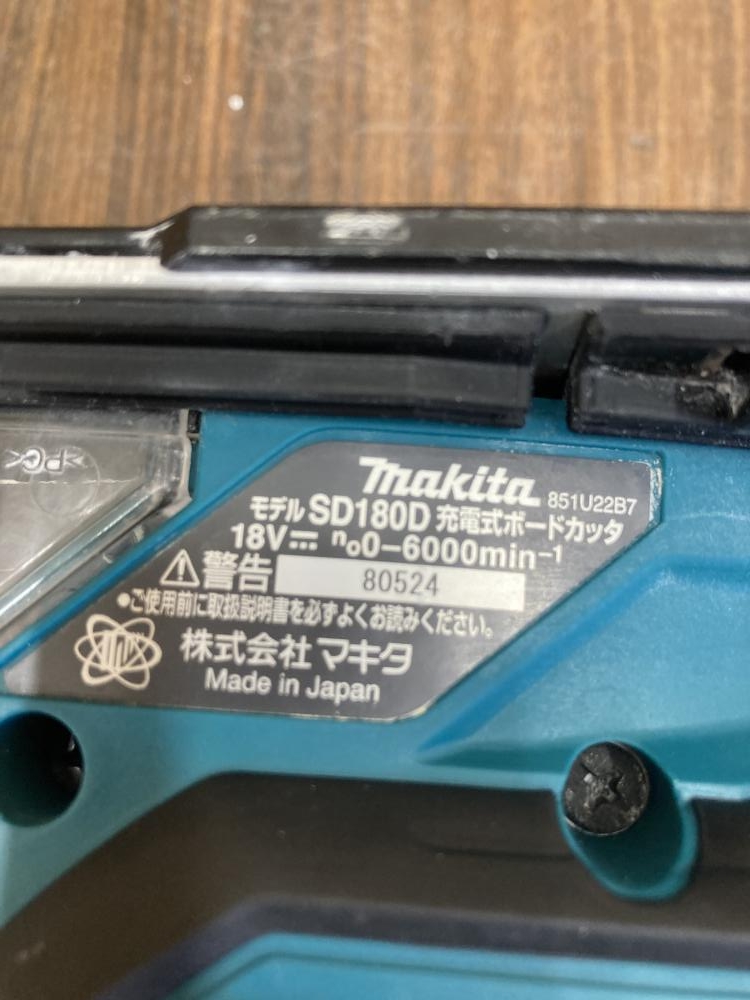 makita 851U22B7
モデル SD180D 充電式ボードカッタ
18V⎓ n₀0-6000min⁻¹
⚠警告 80524
●ご使用前に取扱説明書を必ずよくお読みください。
株式会社 マキタ
Made in Japan
>PC<